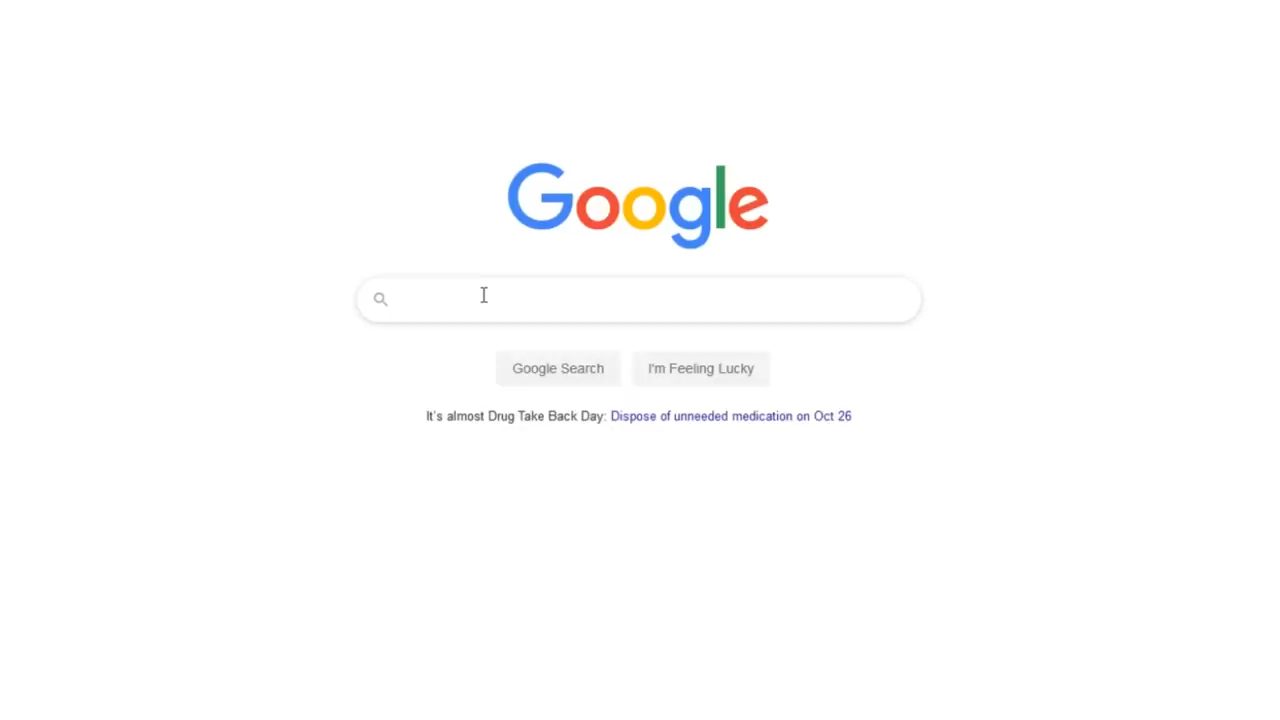 Google
Google Search
I'm Feeling Lucky
It's almost Drug Take Back Day: Dispose of unneeded medication on Oct 26